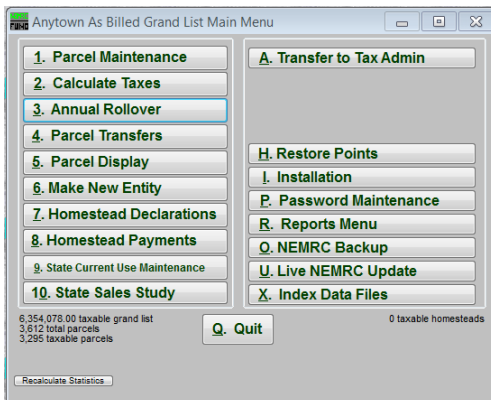 Anytown As Billed Grand List Main Menu
1. Parcel Maintenance
2. Calculate Taxes
3. Annual Rollover
4. Parcel Transfers
5. Parcel Display
6. Make New Entity
7. Homestead Declarations
8. Homestead Payments
9. State Current Use Maintenance
10. State Sales Study
A. Transfer to Tax Admin
H. Restore Points
I. Installation
P. Password Maintenance
R. Reports Menu
O. NEMRC Backup
U. Live NEMRC Update
X. Index Data Files
6,354,078.00 taxable grand list
3,612 total parcels
3,295 taxable parcels
Q. Quit
0 taxable homesteads
Recalculate Statistics